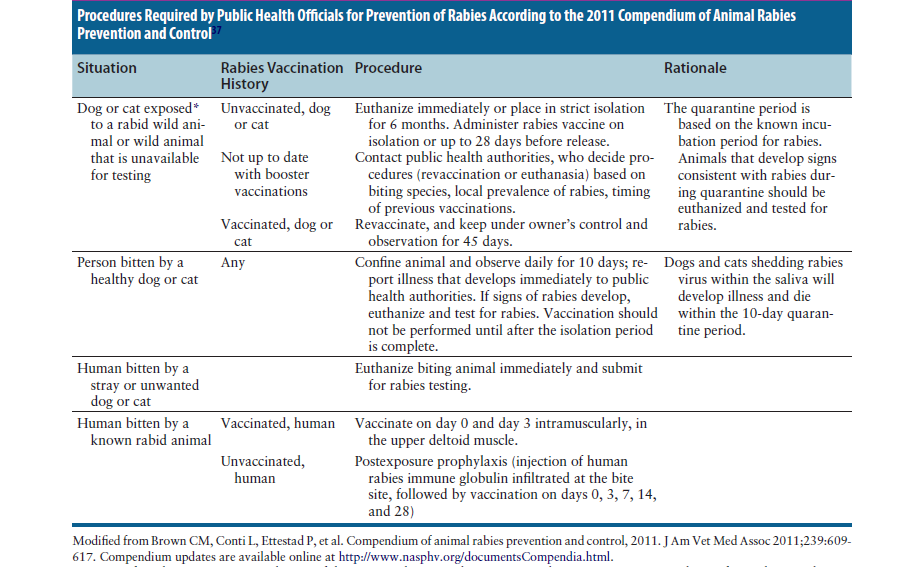 Procedures Required by Public Health Officials for Prevention of Rabies According to the 2011 Compendium of Animal Rabies
Prevention and Control37
Situation
Rabies Vaccination
History
Procedure
Rationale
Dog or cat exposed*
to a rabid wild ani-
mal or wild animal
that is unavailable
for testing
Unvaccinated, dog
or cat
Euthanize immediately or place in strict isolation
for 6 months. Administer rabies vaccine on
isolation or up to 28 days before release.
The quarantine period is
based on the known incu-
bation period for rabies.
Animals that develop signs
consistent with rabies dur-
ing quarantine should be
euthanized and tested for
rabies.
Not up to date
with booster
vaccinations
Contact public health authorities, who decide pro-
cedures (revaccination or euthanasia) based on
biting species, local prevalence of rabies, timing
of previous vaccinations.
Vaccinated, dog or
cat
Revaccinate, and keep under owner's control and
observation for 45 days.
Person bitten by a
healthy dog or cat
Any
Confine animal and observe daily for 10 days; re-
port illness that develops immediately to public
health authorities. If signs of rabies develop,
euthanize and test for rabies. Vaccination should
not be performed until after the isolation period
is complete.
Dogs and cats shedding rabies
virus within the saliva will
develop illness and die
within the 10-day quaran-
tine period.
Human bitten by a
stray or unwanted
dog or cat
Euthanize biting animal immediately and submit
for rabies testing.
Human bitten by a
known rabid animal
Vaccinated, human
Vaccinate on day 0 and day 3 intramuscularly, in
the upper deltoid muscle.
Unvaccinated,
human
Postexposure prophylaxis (injection of human
rabies immune globulin infiltrated at the bite
site, followed by vaccination on days 0, 3, 7, 14,
and 28)
Modified from Brown CM, Conti L, Ettestad P, et al. Compendium of animal rabies prevention and control, 2011. J Am Vet Med Assoc 2011;239:609-
617. Compendium updates are available online at http://www.nasphv.org/documentsCompendia.html.